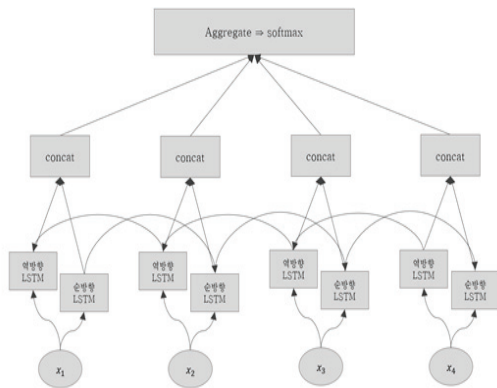 Aggregate ⇒ softmax
concat
concat
concat
concat
역방향
LSTM
순방향
LSTM
역방향
LSTM
순방향
LSTM
역방향
LSTM
순방향
LSTM
역방향
LSTM
순방향
LSTM
x₁
x₂
x₃
x₄